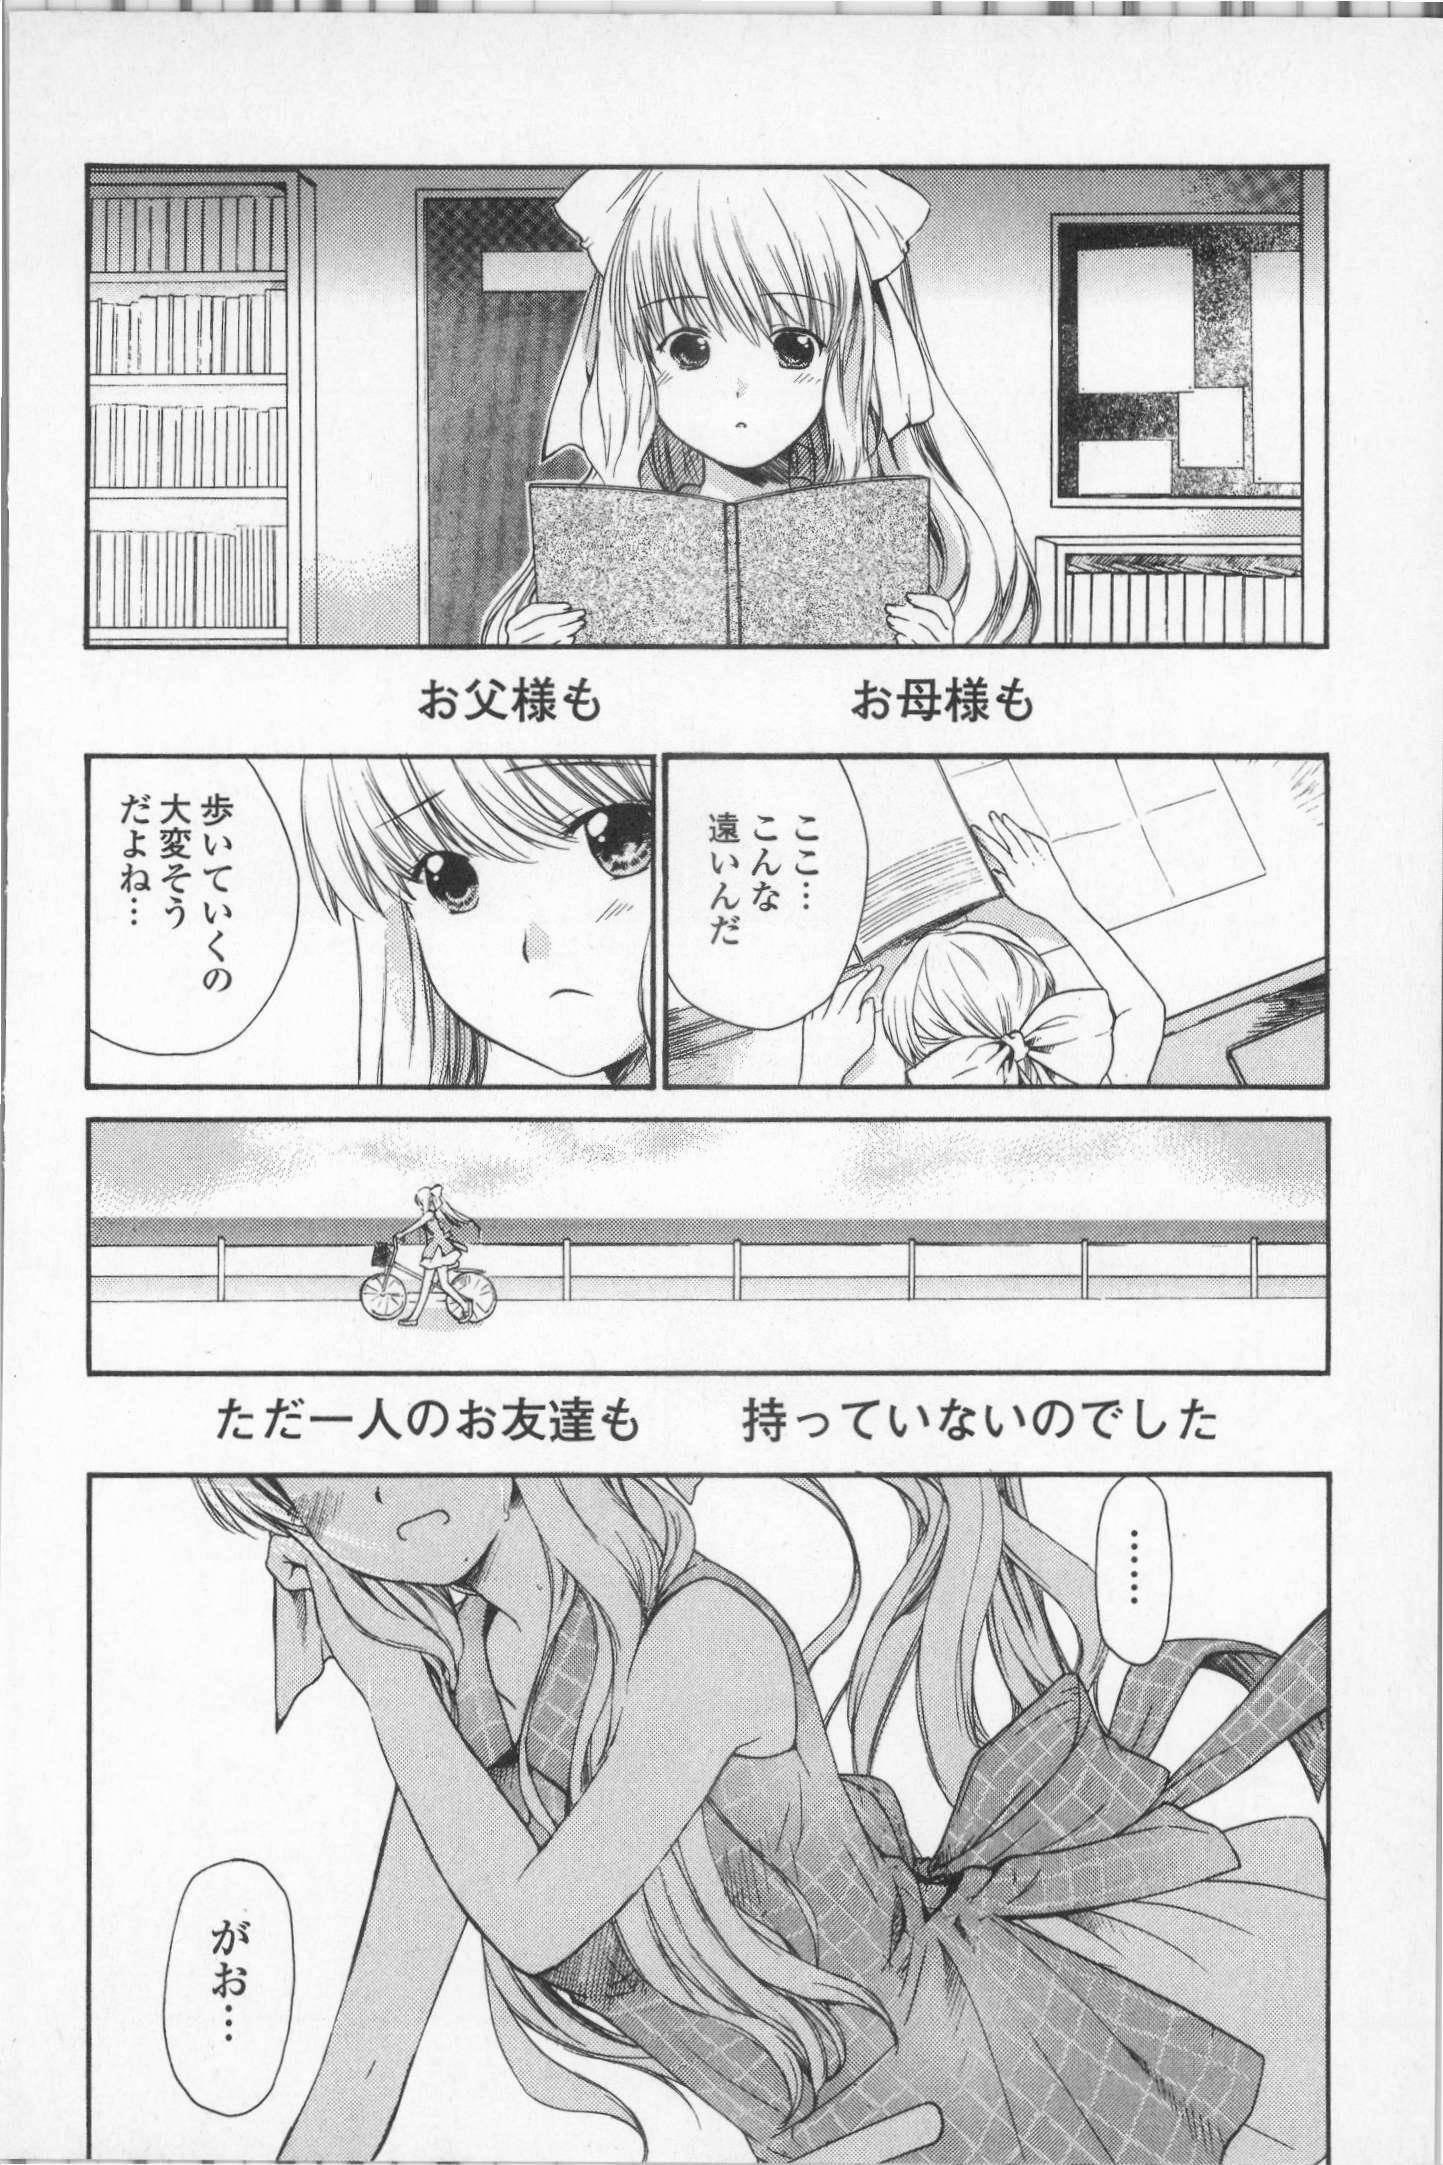 お母様も
お父様も
ここ…
こんな
遠いんだ
歩いていくの
大変そう
だよね…
ただ一人のお友達も
持っていないのでした
……
がお…